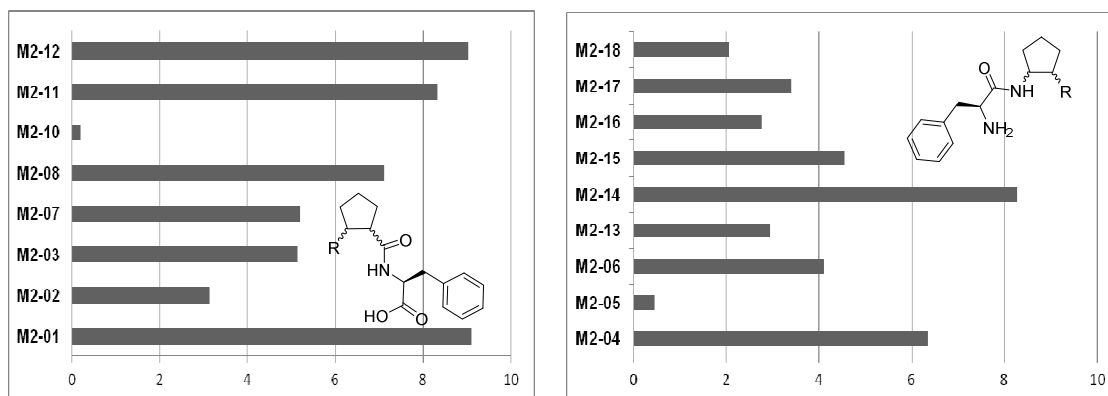 M2-12
M2-11
M2-10
M2-08
M2-07
M2-03
M2-02
M2-01
0 2 4 6 8 10
R
O
HN
HO
O
M2-18
M2-17
M2-16
M2-15
M2-14
M2-13
M2-06
M2-05
M2-04
0 2 4 6 8 10
O
NH
R
NH2